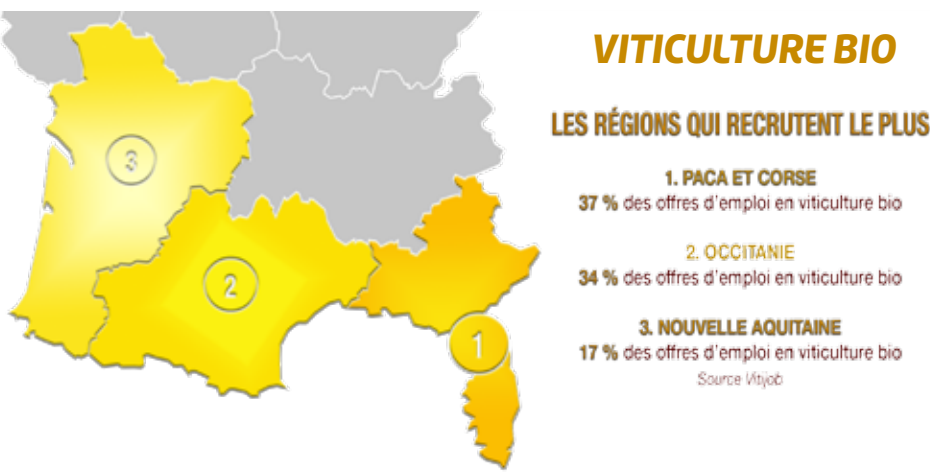 VITICULTURE BIO
LES RÉGIONS QUI RECRUTENT LE PLUS
1. PACA ET CORSE
37 % des offres d'emploi en viticulture bio
2. OCCITANIE
34 % des offres d'emploi en viticulture bio
3. NOUVELLE AQUITAINE
17 % des offres d'emploi en viticulture bio
Source Vitijob
3
2
1